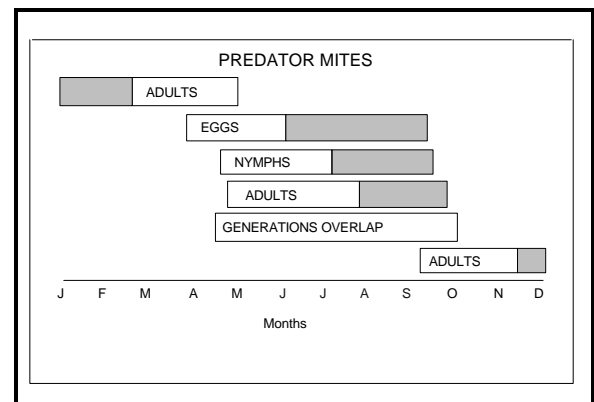 PREDATOR MITES
ADULTS
EGGS
NYMPHS
ADULTS
GENERATIONS OVERLAP
ADULTS
J F M A M J J A S O N D
Months